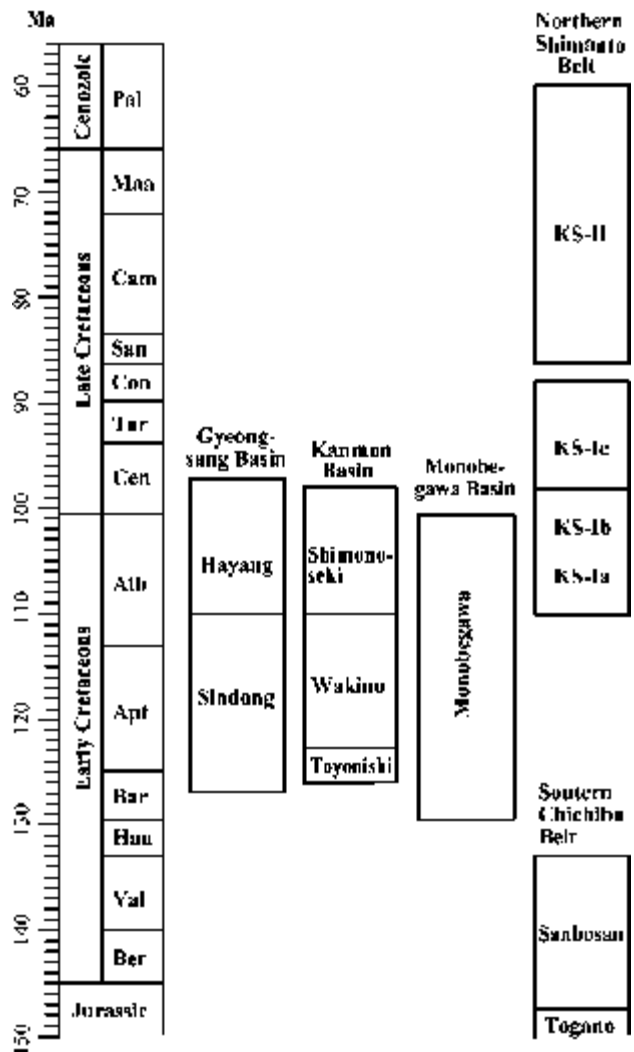 Ma
Northern
Shimanto
Belt
60
70
80
90
100
110
120
130
140
150
Cenozoic
Late Cretaceous
Early Cretaceous
Jurassic
Pal
Maa
Cam
San
Con
Tur
Cen
Alb
Apt
Bar
Hau
Val
Ber
Gyeong-
sang Basin
Hayang
Sindong
Kanmon
Basin
Shimono-
seki
Wakino
Toyonishi
Monobe-
gawa Basin
Monobegawa
KS-II
KS-Ic
KS-Ib
KS-Ia
Soutern
Chichibu
Belt
Sanbosan
Togano